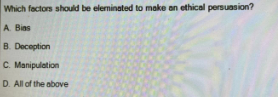 Which factors should be eleminated to make an ethical persuasion?
A. Bias
B. Deception
C. Manipulation
D. All of the above